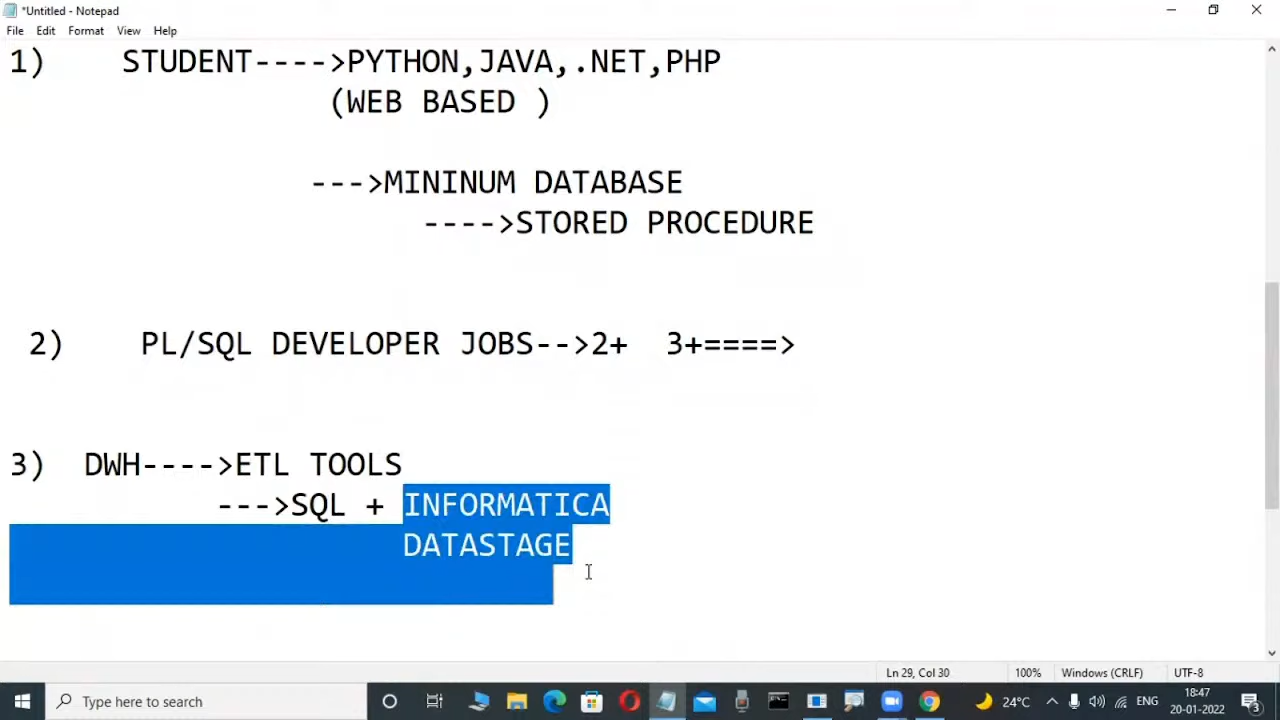 *Untitled - Notepad
File Edit Format View Help
1) STUDENT---->PYTHON,JAVA,.NET,PHP
(WEB BASED )
--->MININUM DATABASE
---->STORED PROCEDURE
2) PL/SQL DEVELOPER JOBS-->2+ 3+====>
3) DWH---->ETL TOOLS
--->SQL + INFORMATICA
DATASTAGE
Ln 29, Col 30 100% Windows (CRLF) UTF-8
Type here to search 24°C ENG 18:47
20-01-2022 3